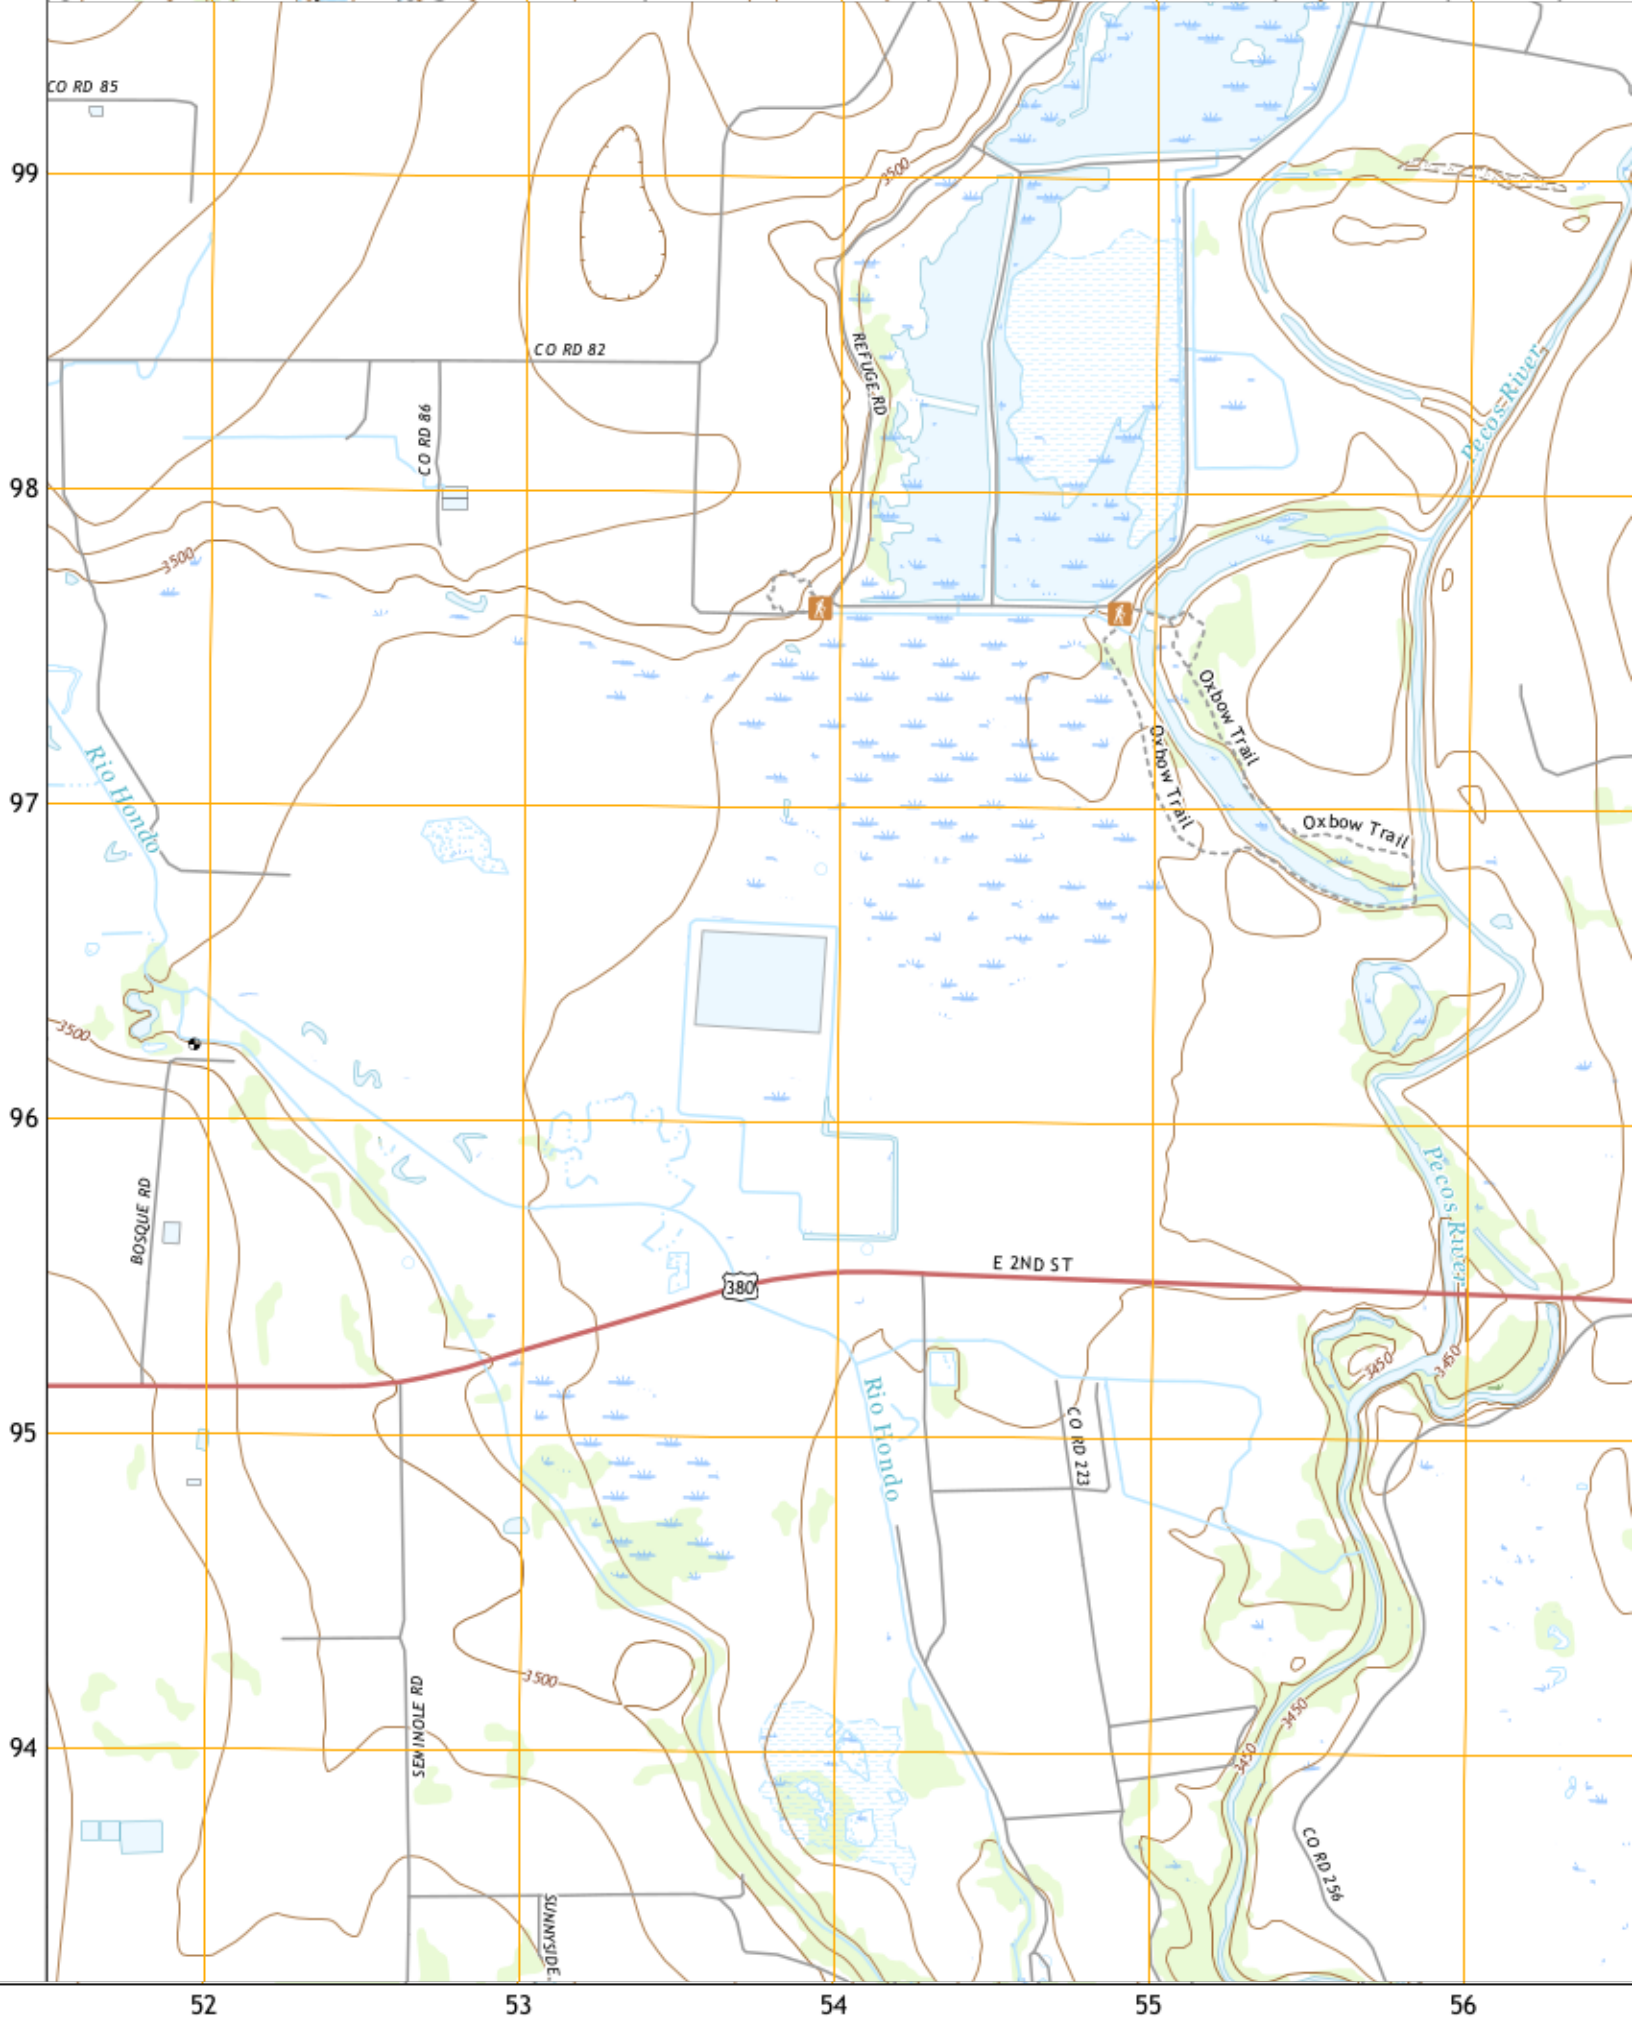 CO RD 85
99
3500
CO RD 82
REFUGE RD
Pecos River
CO RD 86
98
3500
Oxbow Trail
Oxbow Trail
Rio Hondo
97
Oxbow Trail
3500
96
Pecos River
BOSQUE RD
E 2ND ST
380
3450
3450
Rio Hondo
CO RD 223
95
3500
SEMINOLE RD
3450
94
3450
CO RD 256
SUNNYSIDE
52
53
54
55
56